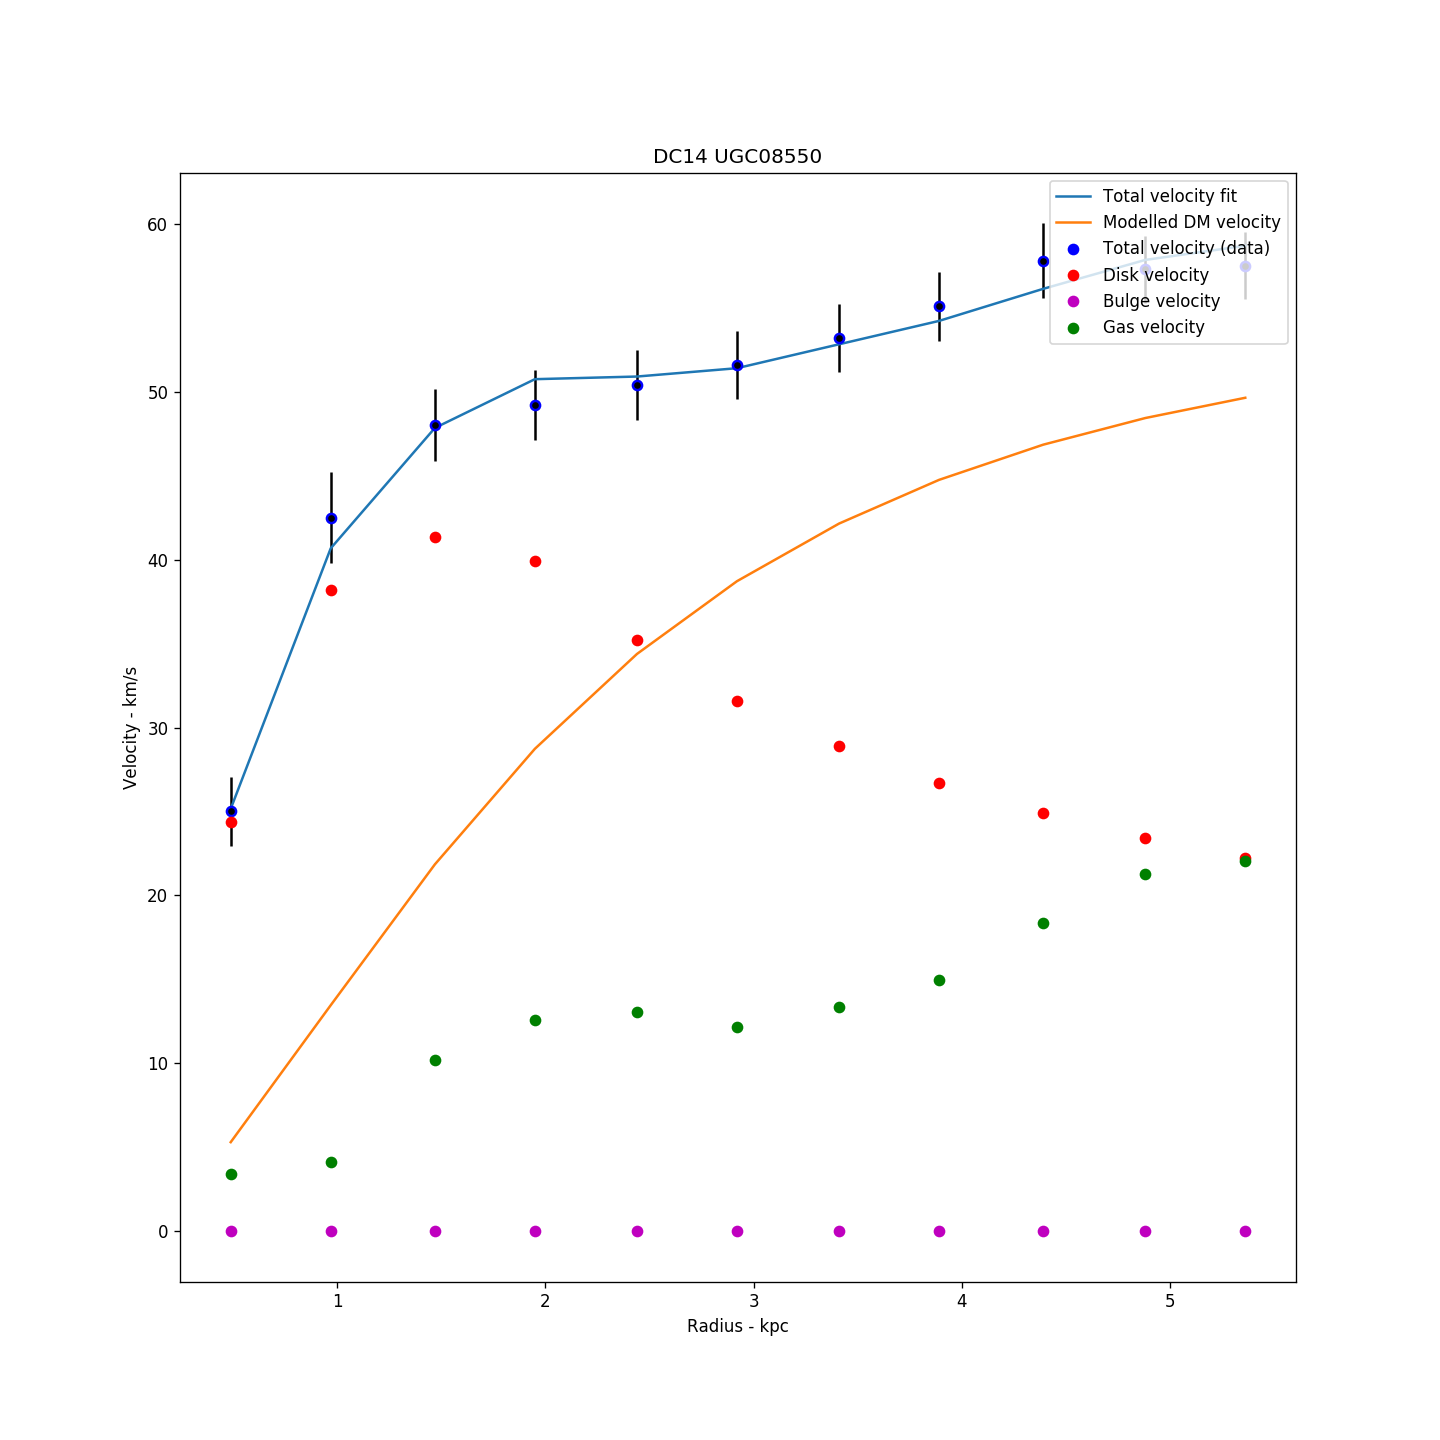 DC14 UGC08550
Total velocity fit
Modelled DM velocity
Total velocity (data)
Disk velocity
Bulge velocity
Gas velocity
60
50
40
30
20
10
0
Velocity - km/s
1 2 3 4 5
Radius - kpc